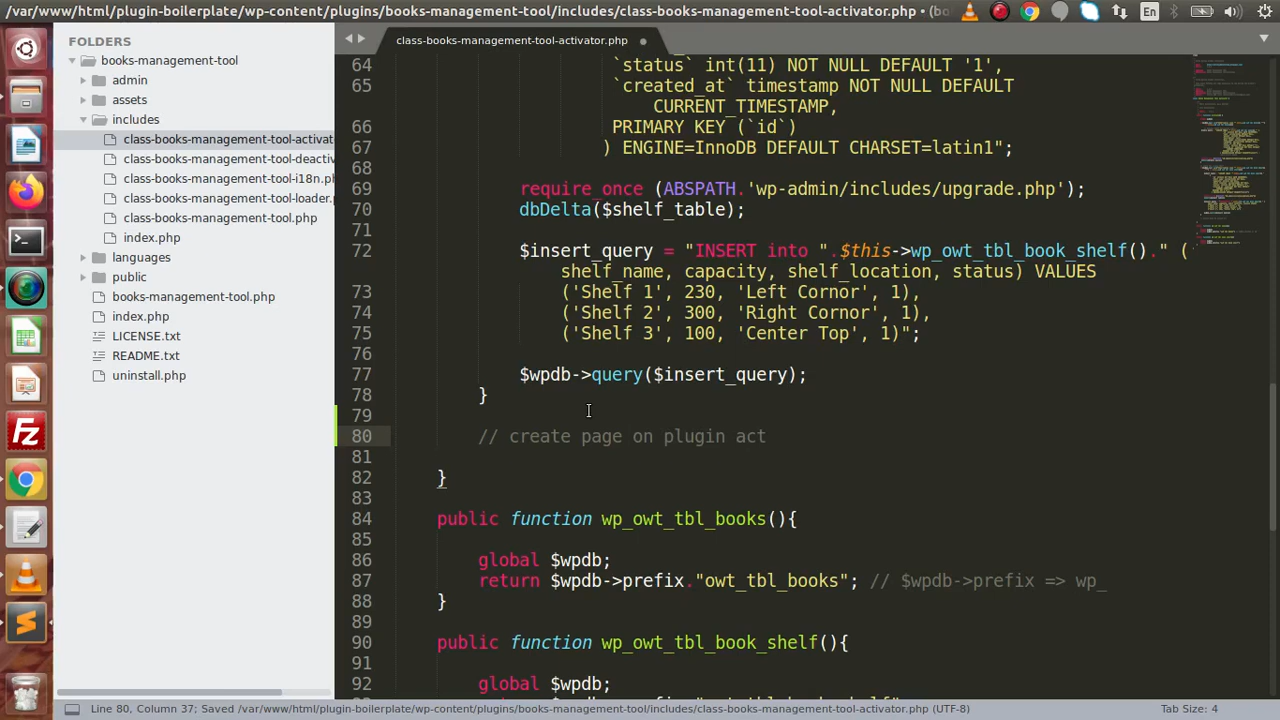 /var/www/html/plugin-boilerplate/wp-content/plugins/books-management-tool/includes/class-books-management-tool-activator.php • (
En
FOLDERS
books-management-tool
admin
assets
includes
class-books-management-tool-activat
class-books-management-tool-deactiv
class-books-management-tool-i18n.ph
class-books-management-tool-loader.
class-books-management-tool.php
index.php
languages
public
books-management-tool.php
index.php
LICENSE.txt
README.txt
uninstall.php
class-books-management-tool-activator.php
64 `status` int(11) NOT NULL DEFAULT '1',
65 `created_at` timestamp NOT NULL DEFAULT
CURRENT_TIMESTAMP,
66 PRIMARY KEY (`id`)
67 ) ENGINE=InnoDB DEFAULT CHARSET=latin1";
68
69 require_once (ABSPATH.'wp-admin/includes/upgrade.php');
70 dbDelta($shelf_table);
71
72 $insert_query = "INSERT into ".$this->wp_owt_tbl_book_shelf()." (
shelf_name, capacity, shelf_location, status) VALUES
73 ('Shelf 1', 230, 'Left Cornor', 1),
74 ('Shelf 2', 300, 'Right Cornor', 1),
75 ('Shelf 3', 100, 'Center Top', 1)";
76
77 $wpdb->query($insert_query);
78 }
79
80 // create page on plugin act
81
82 }
83
84 public function wp_owt_tbl_books(){
85
86 global $wpdb;
87 return $wpdb->prefix."owt_tbl_books"; // $wpdb->prefix => wp_
88 }
89
90 public function wp_owt_tbl_book_shelf(){
91
92 global $wpdb;
Line 80, Column 37; Saved /var/www/html/plugin-boilerplate/wp-content/plugins/books-management-tool/includes/class-books-management-tool-activator.php (UTF-8)
Tab Size: 4
PHP